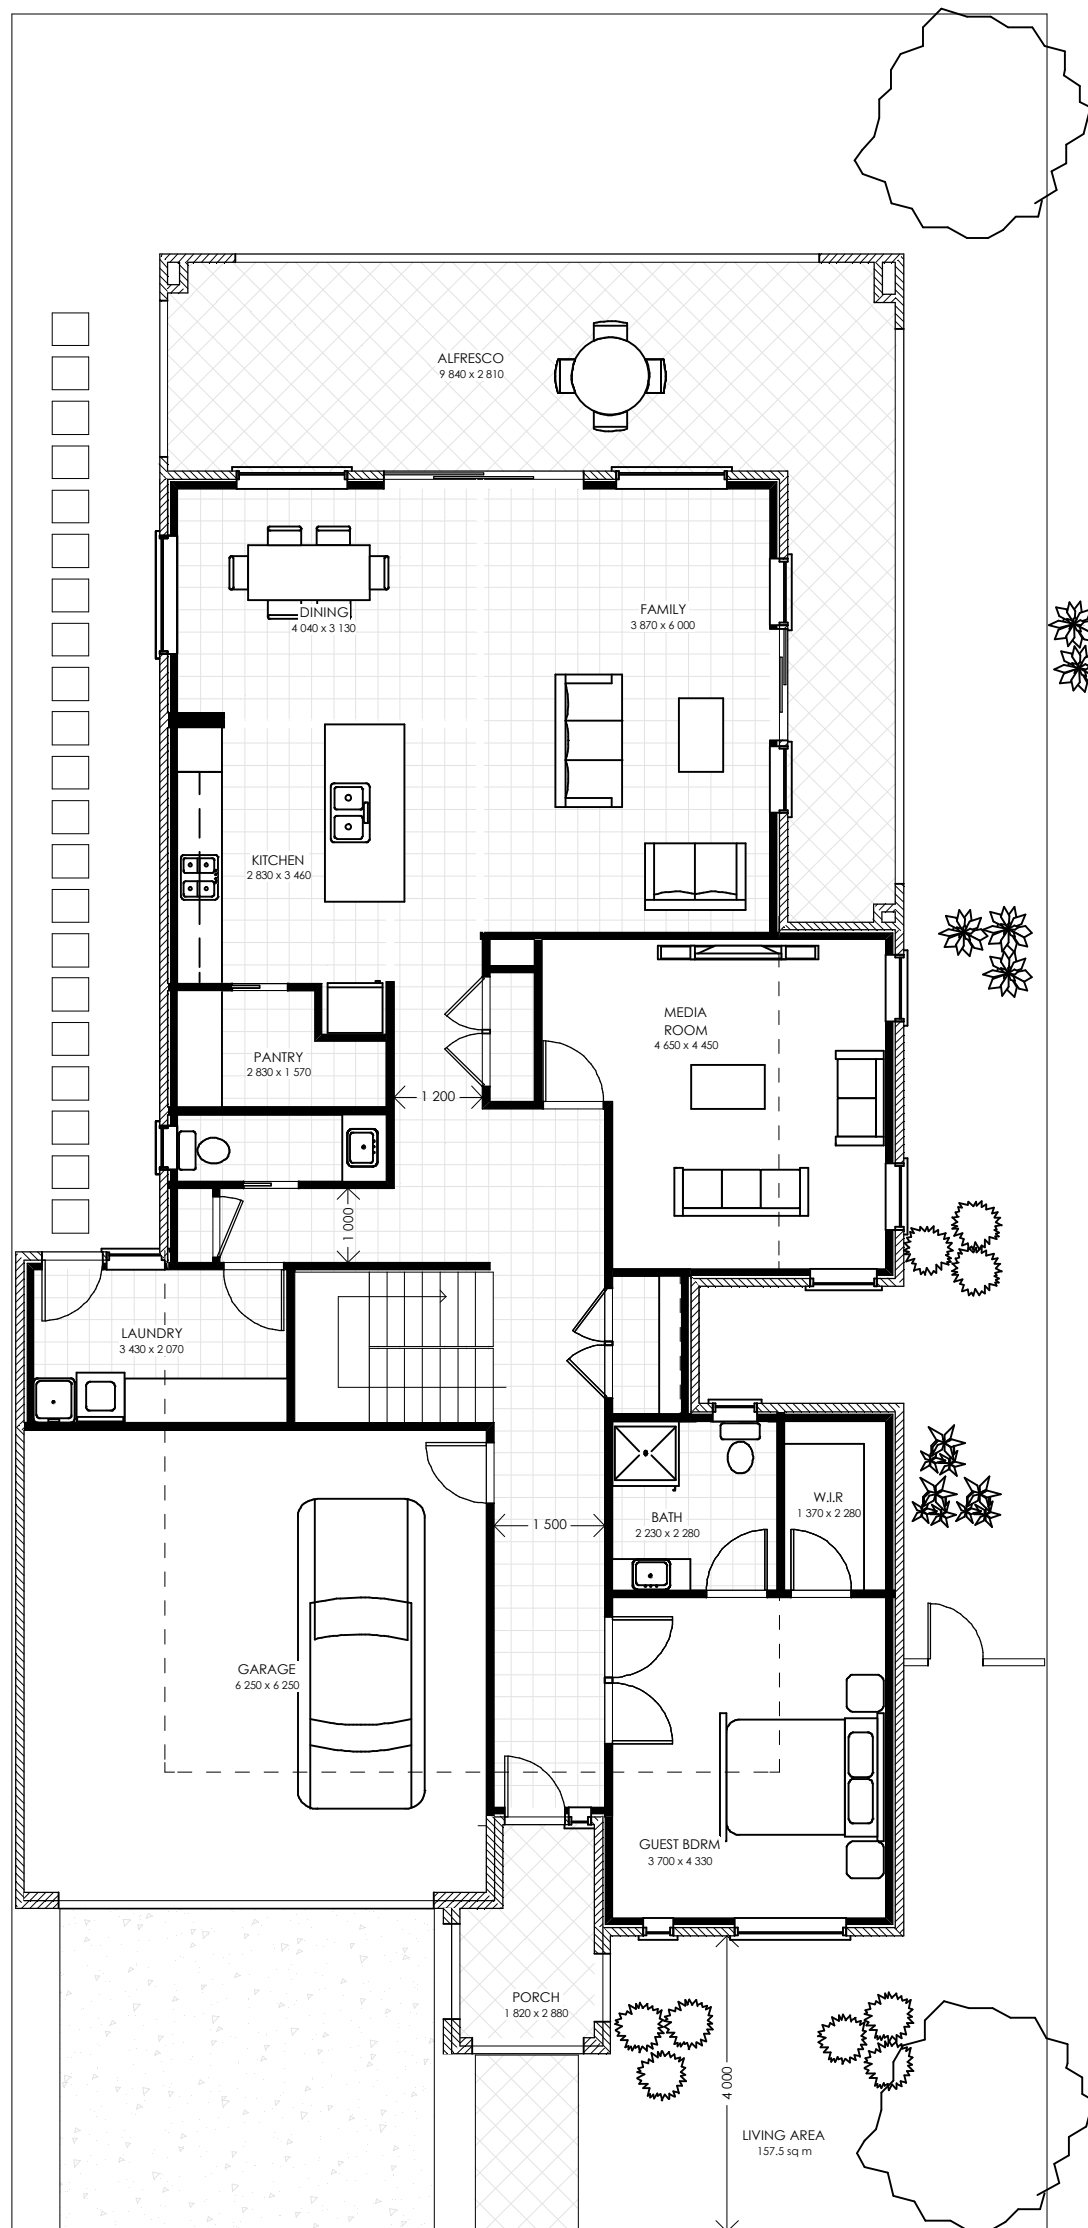 ALFRESCO
9 840 x 2 810
DINING
4 040 x 3 130
FAMILY
3 870 x 6 000
KITCHEN
2 830 x 3 460
MEDIA
ROOM
4 650 x 4 450
PANTRY
2 830 x 1 570
1 200
1 000
LAUNDRY
3 430 x 2 070
W.I.R
1 370 x 2 280
BATH
2 230 x 2 280
1 500
GARAGE
6 250 x 6 250
GUEST BDRM
3 700 x 4 330
PORCH
1 820 x 2 880
4 000
LIVING AREA
157.5 sq m